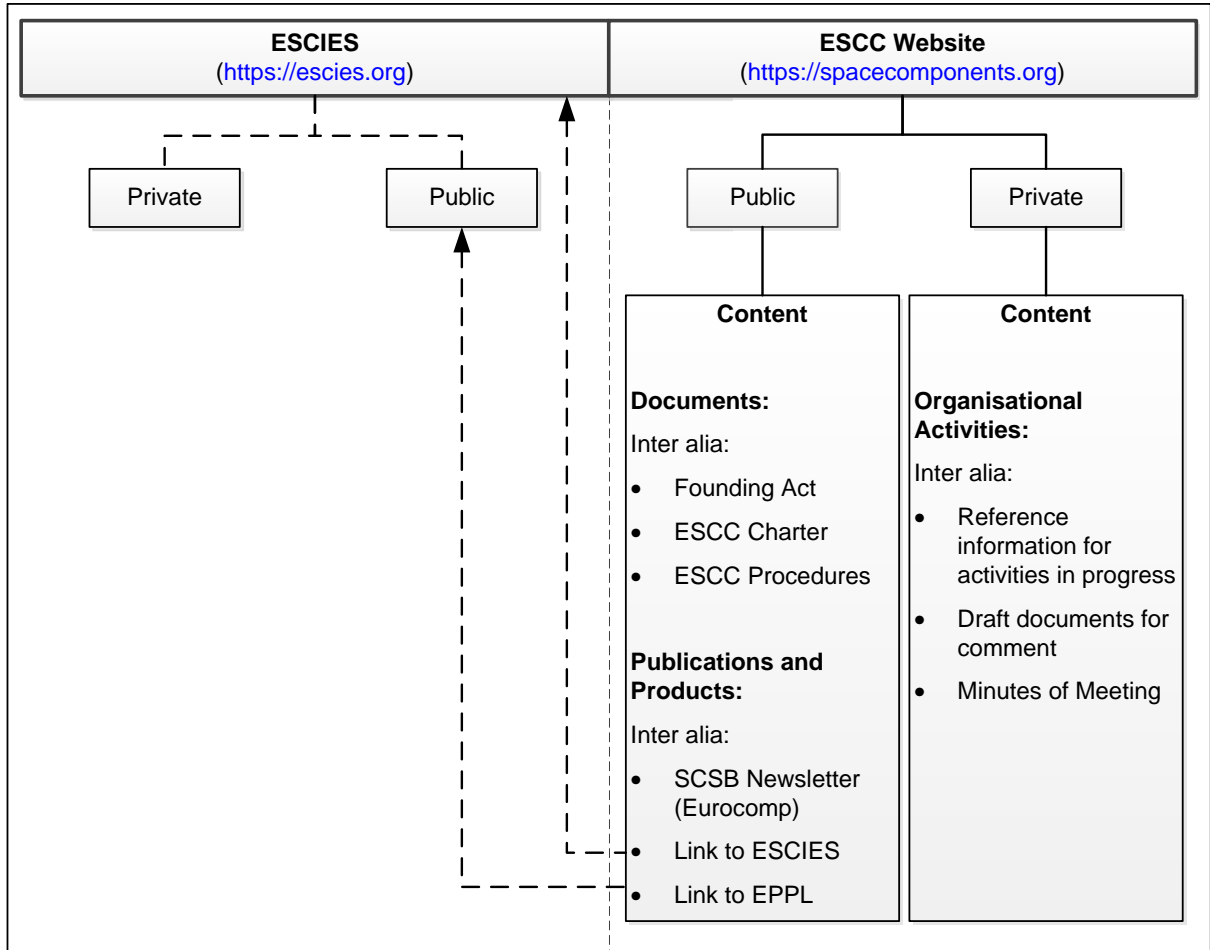 ESCIES
(https://escies.org)
ESCC Website
(https://spacecomponents.org)
Private
Public
Public
Private
Content
Documents:
Inter alia:
• Founding Act
• ESCC Charter
• ESCC Procedures
Publications and
Products:
Inter alia:
• SCSB Newsletter
(Eurocomp)
• Link to ESCIES
• Link to EPPL
Content
Organisational
Activities:
Inter alia:
• Reference
information for
activities in progress
• Draft documents for
comment
• Minutes of Meeting